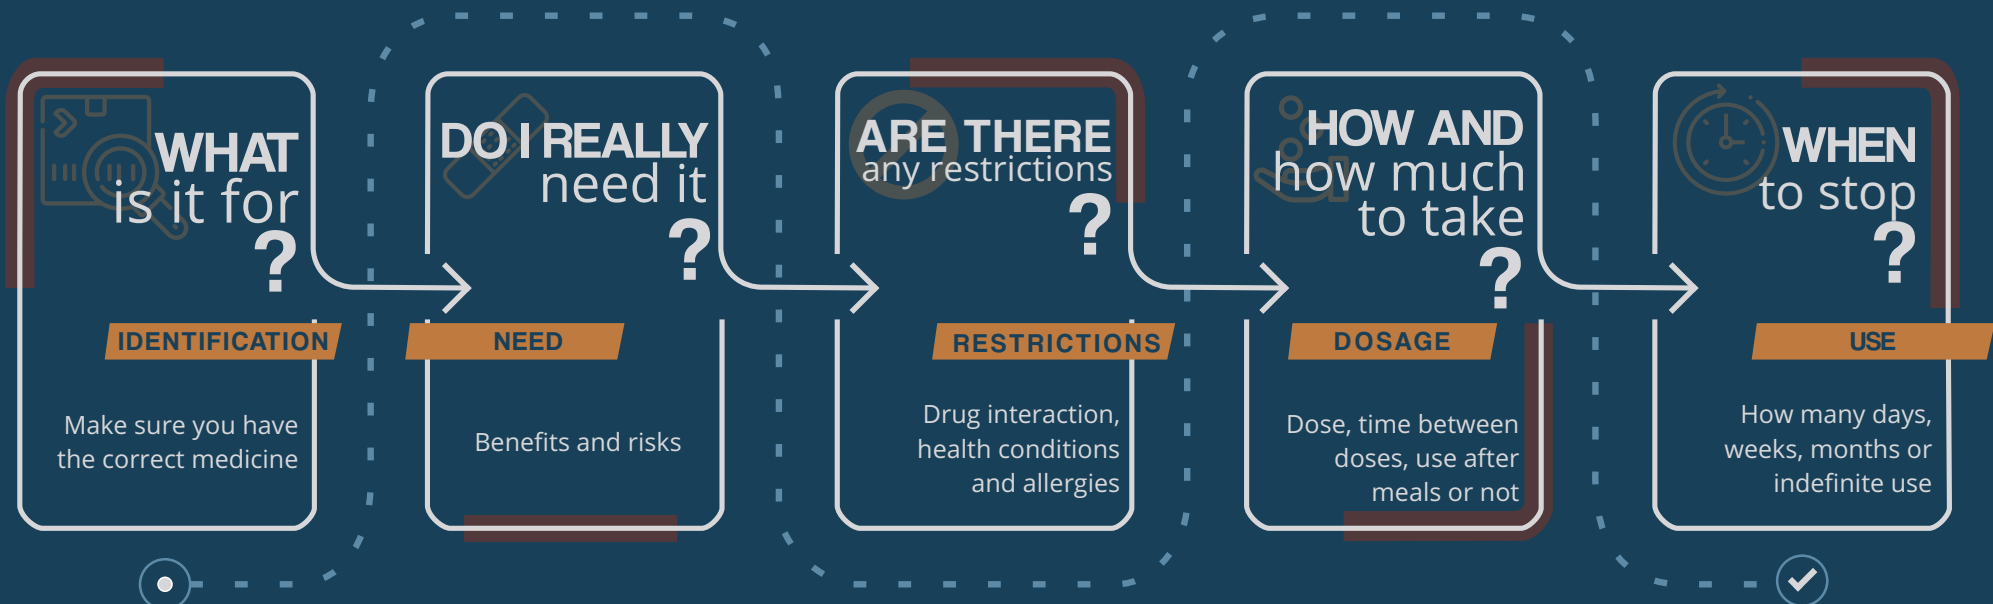 WHAT
is it for
?
IDENTIFICATION
Make sure you have
the correct medicine
DO I REALLY
need it
?
NEED
Benefits and risks
ARE THERE
any restrictions
?
RESTRICTIONS
Drug interaction,
health conditions
and allergies
HOW AND
how much
to take
?
DOSAGE
Dose, time between
doses, use after
meals or not
WHEN
to stop
?
USE
How many days,
weeks, months or
indefinite use